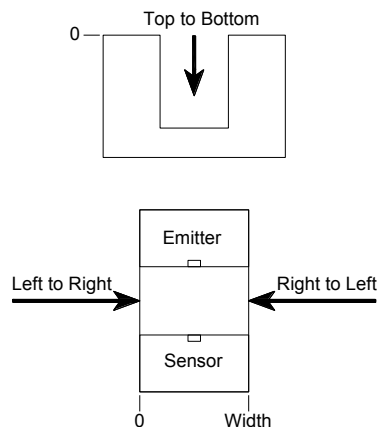 Top to Bottom
0
Emitter
Left to Right
Right to Left
Sensor
0
Width